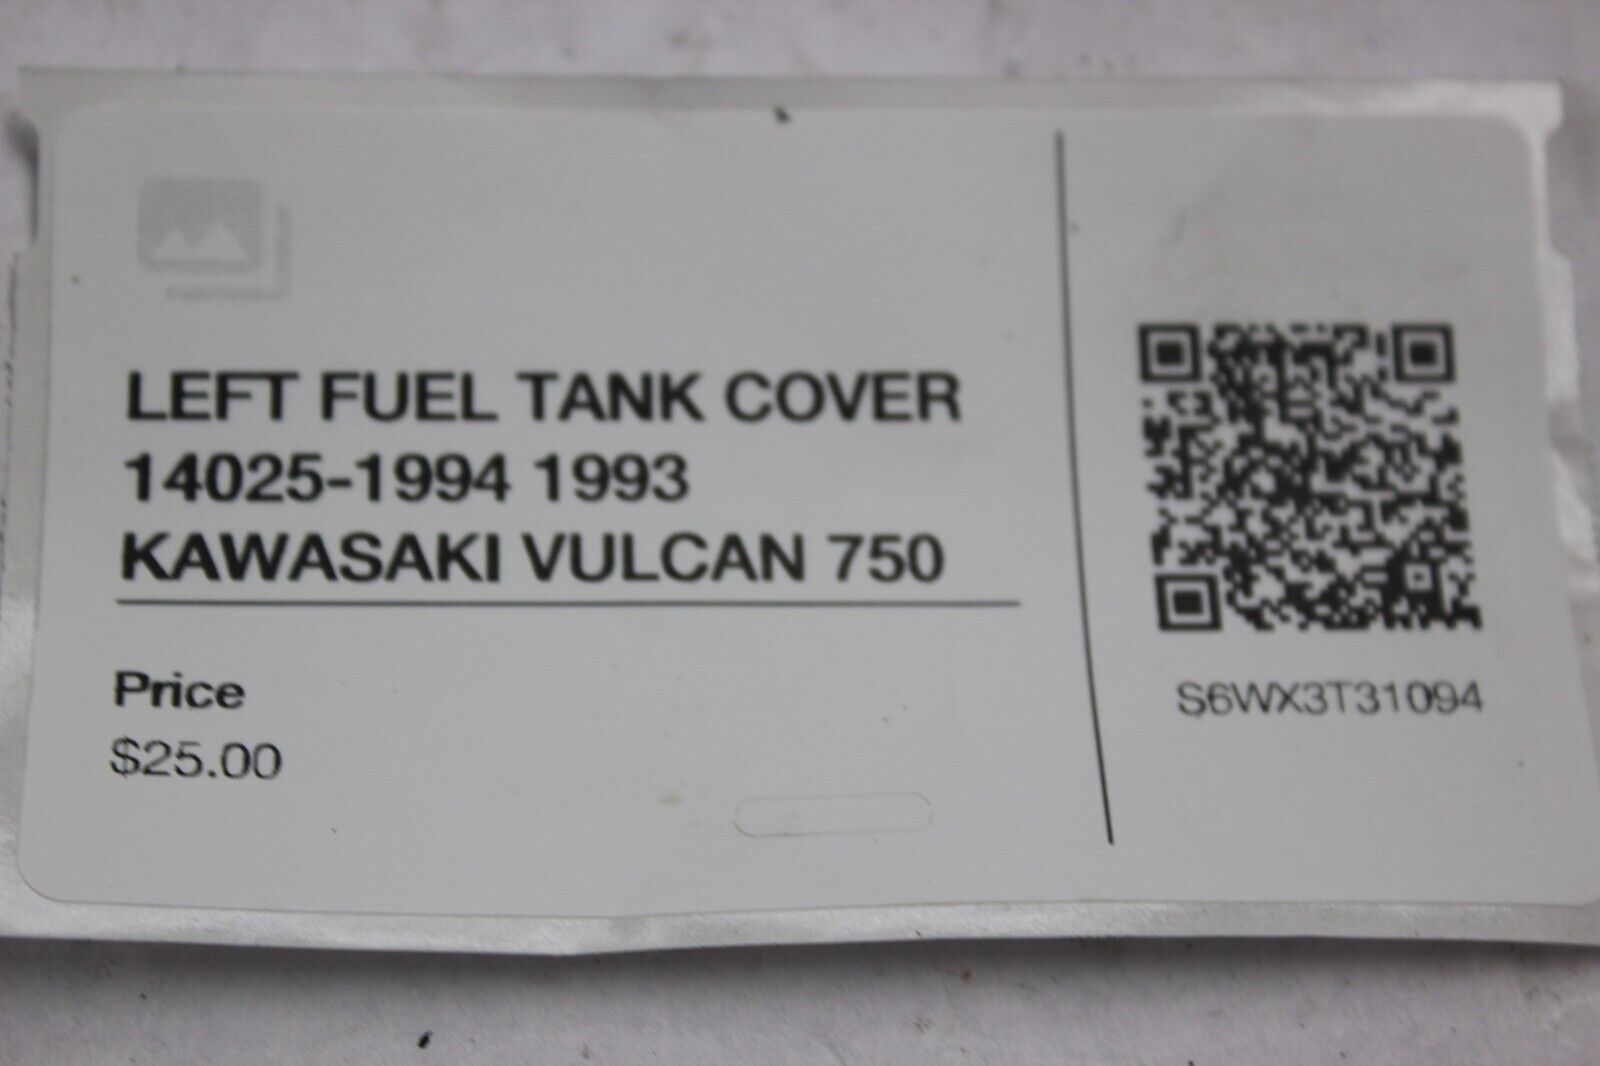 LEFT FUEL TANK COVER
14025-1994 1993
KAWASAKI VULCAN 750
Price
$25.00
S6WX3T31094